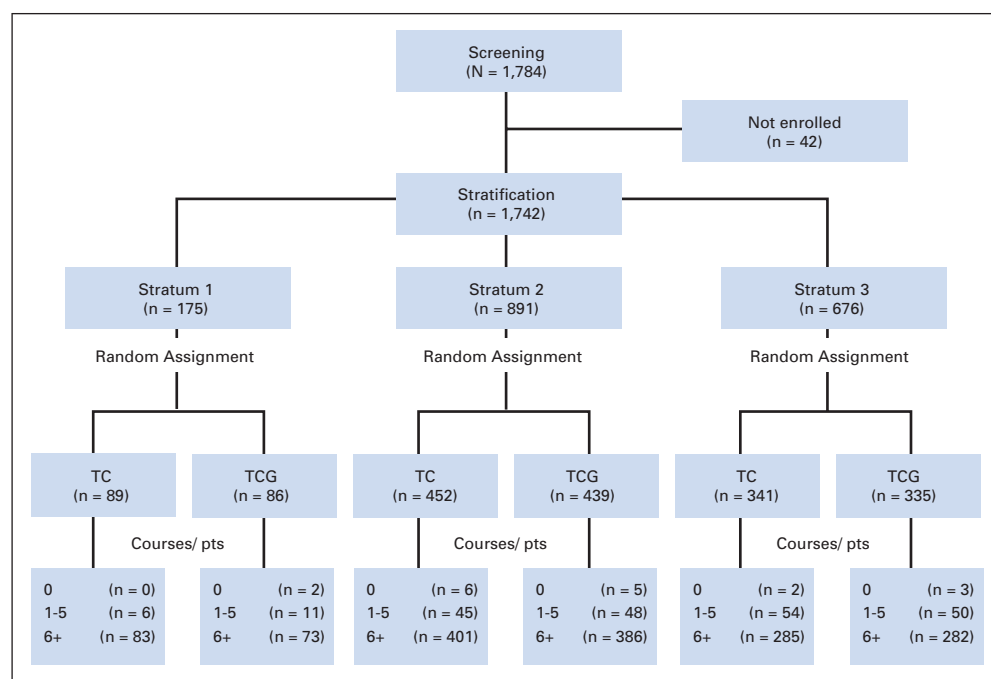 Screening
(N = 1,784)
Not enrolled
(n = 42)
Stratification
(n = 1,742)
Stratum 1
(n = 175)
Stratum 2
(n = 891)
Stratum 3
(n = 676)
Random Assignment
Random Assignment
Random Assignment
TC
(n = 89)
TCG
(n = 86)
TC
(n = 452)
TCG
(n = 439)
TC
(n = 341)
TCG
(n = 335)
Courses/ pts
Courses/ pts
Courses/ pts
0 (n = 0)
1-5 (n = 6)
6+ (n = 83)
0 (n = 2)
1-5 (n = 11)
6+ (n = 73)
0 (n = 6)
1-5 (n = 45)
6+ (n = 401)
0 (n = 5)
1-5 (n = 48)
6+ (n = 386)
0 (n = 2)
1-5 (n = 54)
6+ (n = 285)
0 (n = 3)
1-5 (n = 50)
6+ (n = 282)